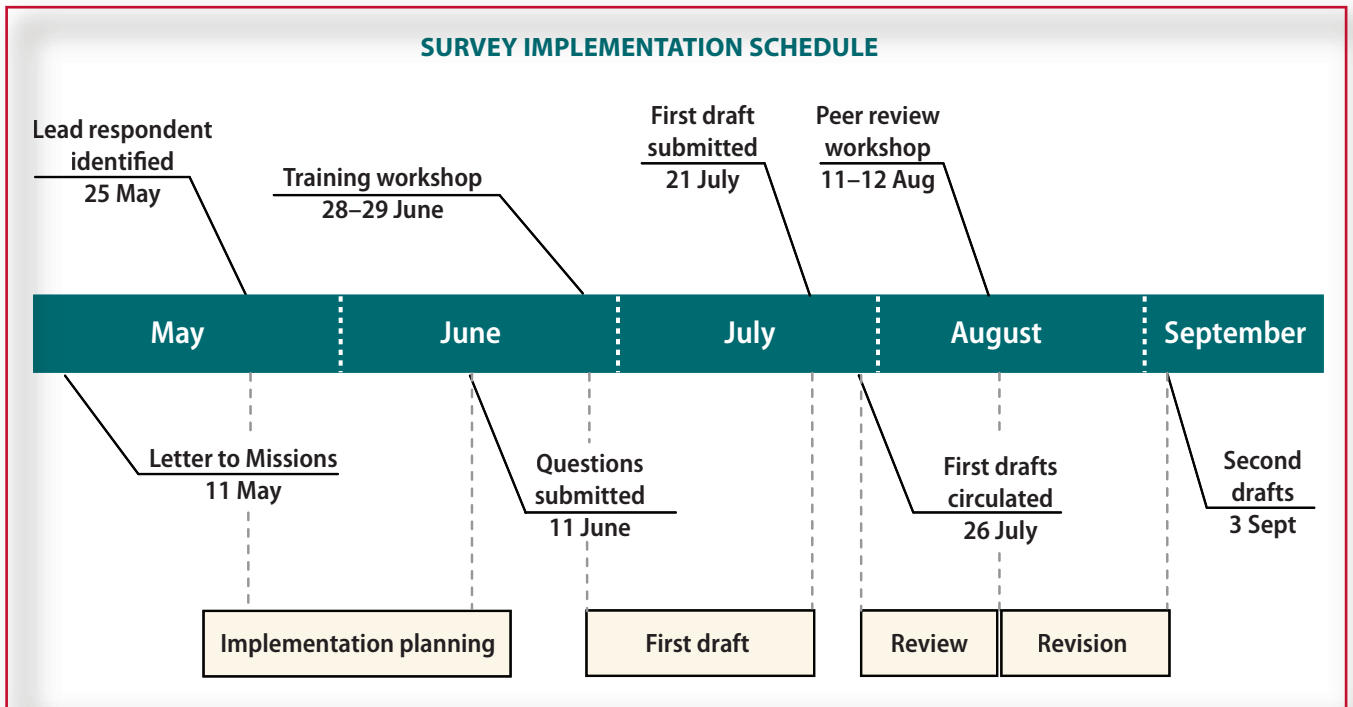 SURVEY IMPLEMENTATION SCHEDULE
Lead respondent
identified
25 May
Training workshop
28–29 June
First draft
submitted
21 July
Peer review
workshop
11–12 Aug
May
June
July
August
September
Letter to Missions
11 May
Questions
submitted
11 June
First drafts
circulated
26 July
Second
drafts
3 Sept
Implementation planning
First draft
Review
Revision